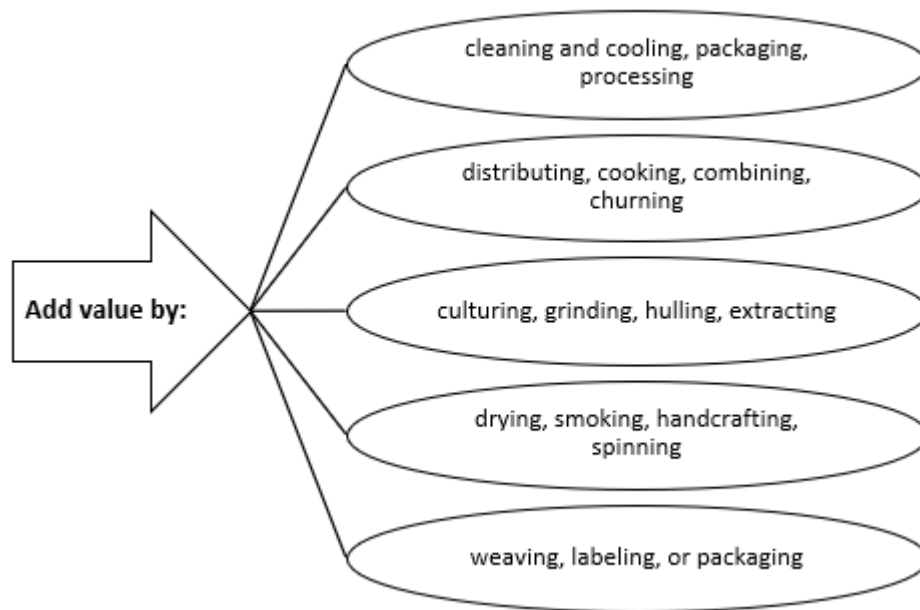 cleaning and cooling, packaging,
processing
distributing, cooking, combining,
churning
Add value by:
culturing, grinding, hulling, extracting
drying, smoking, handcrafting,
spinning
weaving, labeling, or packaging